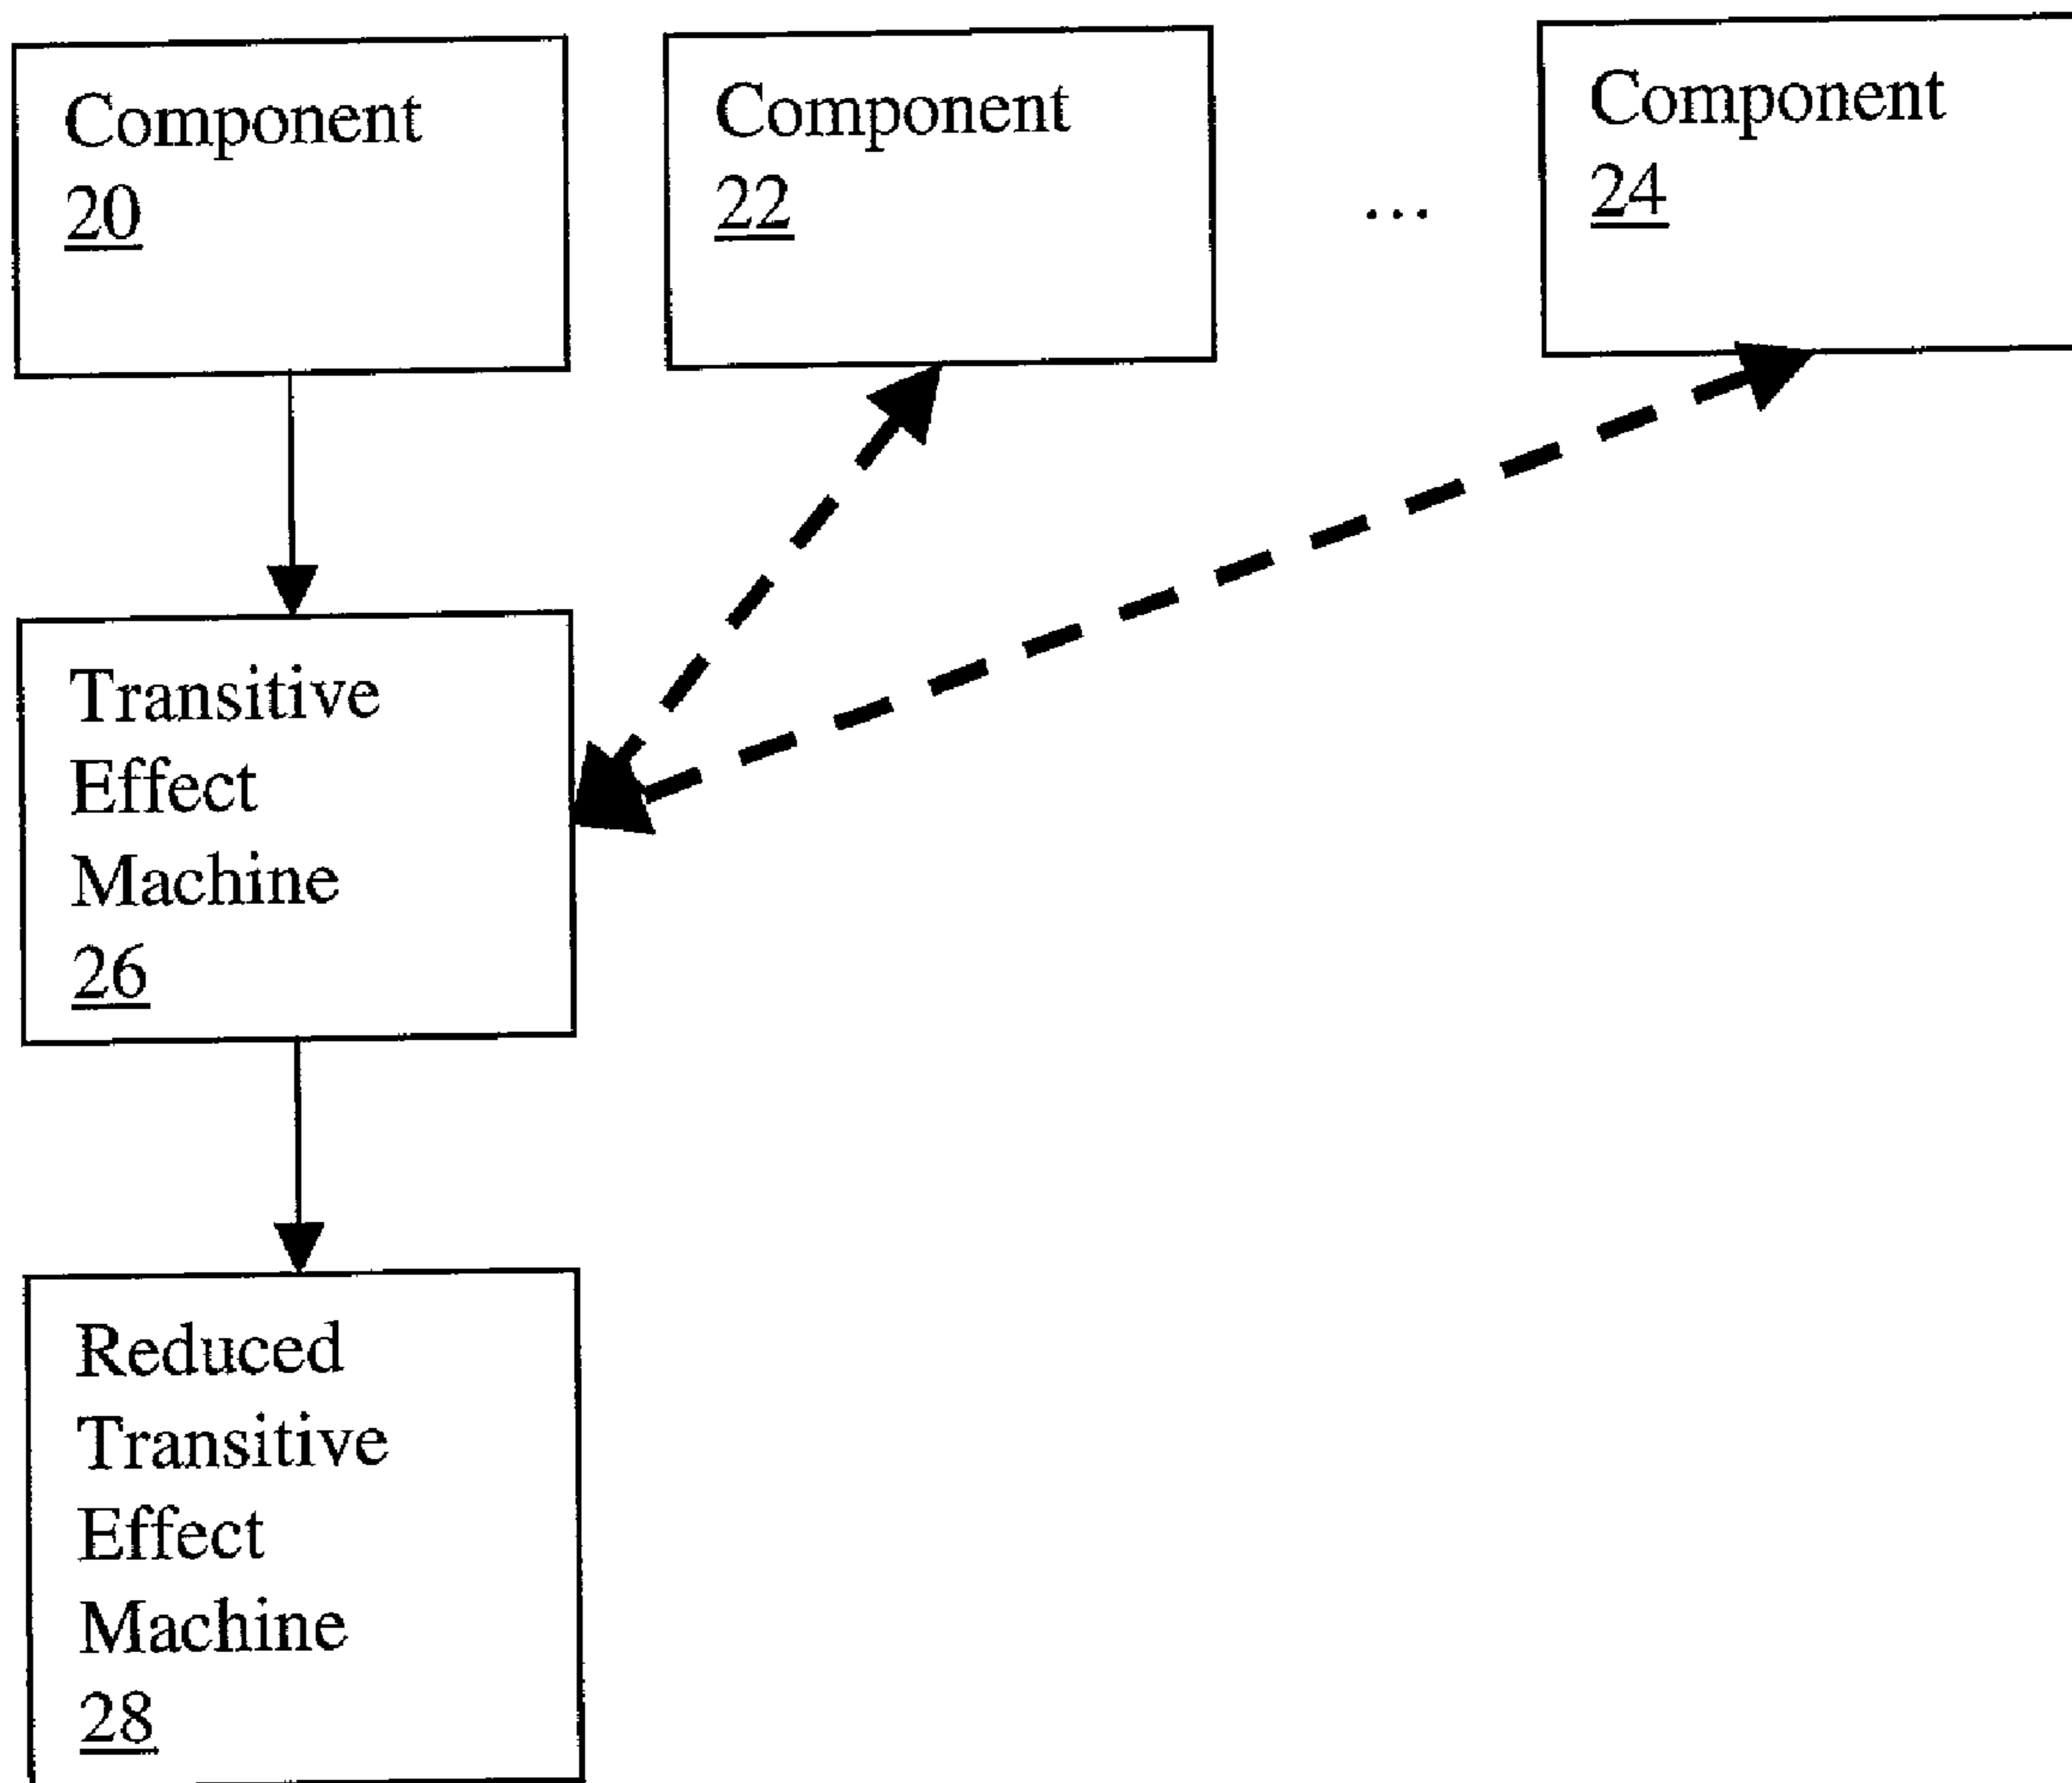 Component
20
Component
22
...
Component
24
Transitive
Effect
Machine
26
Reduced
Transitive
Effect
Machine
28